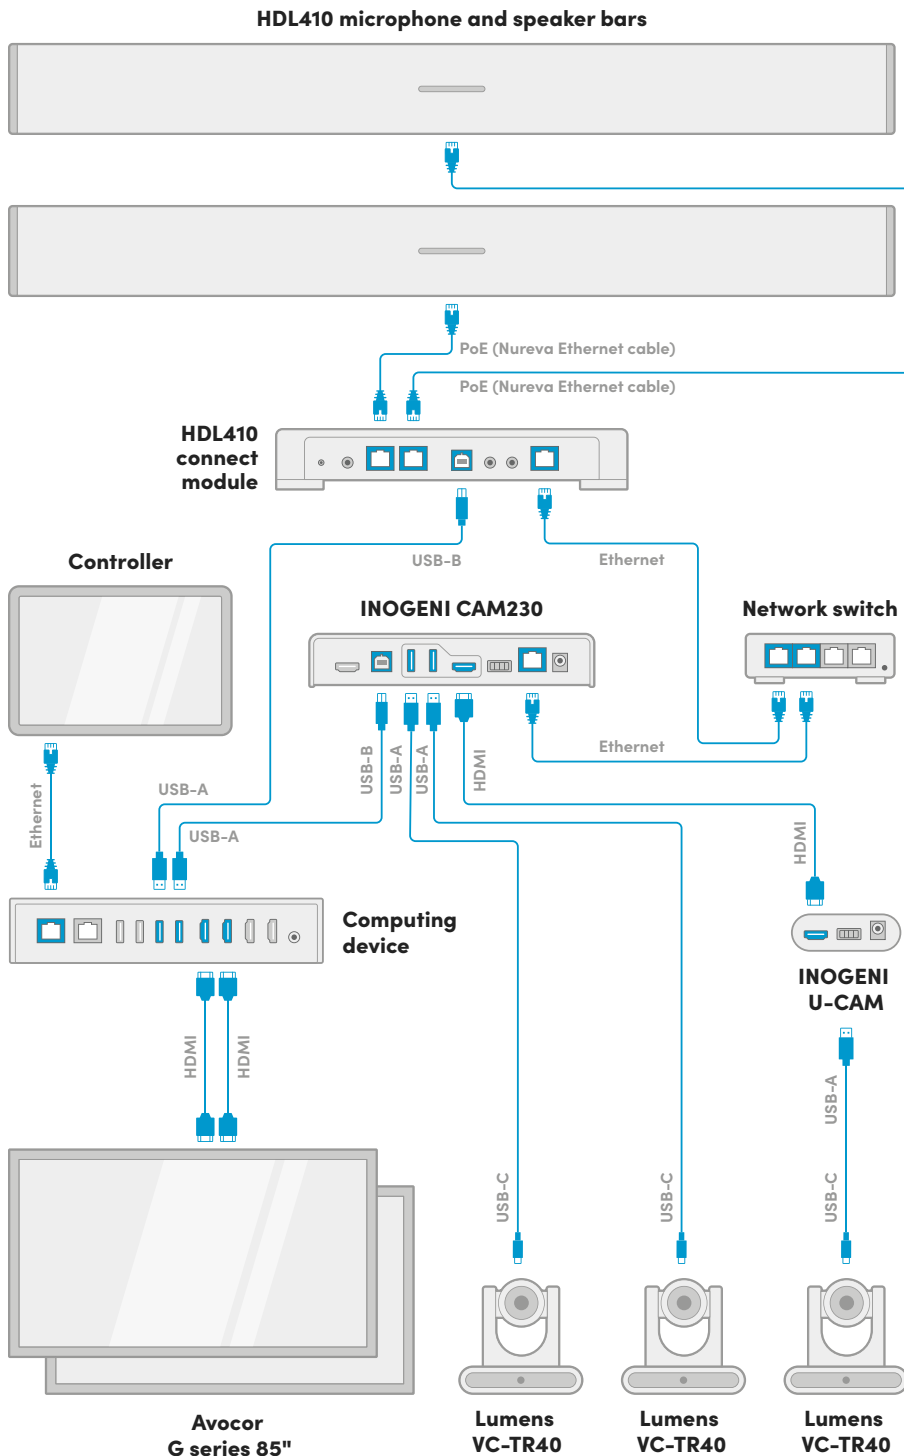 HDL410 microphone and speaker bars
PoE (Nureva Ethernet cable)
PoE (Nureva Ethernet cable)
HDL410
connect
module
USB-B
Ethernet
Controller
INOGENI CAM230
Network switch
Ethernet
USB-A
USB-A
USB-B
USB-A
USB-A
HDMI
Ethernet
HDMI
Computing
device
INOGENI
U-CAM
HDMI
HDMI
USB-A
USB-C
USB-C
USB-C
Avocor
G series 85"
Lumens
VC-TR40
Lumens
VC-TR40
Lumens
VC-TR40